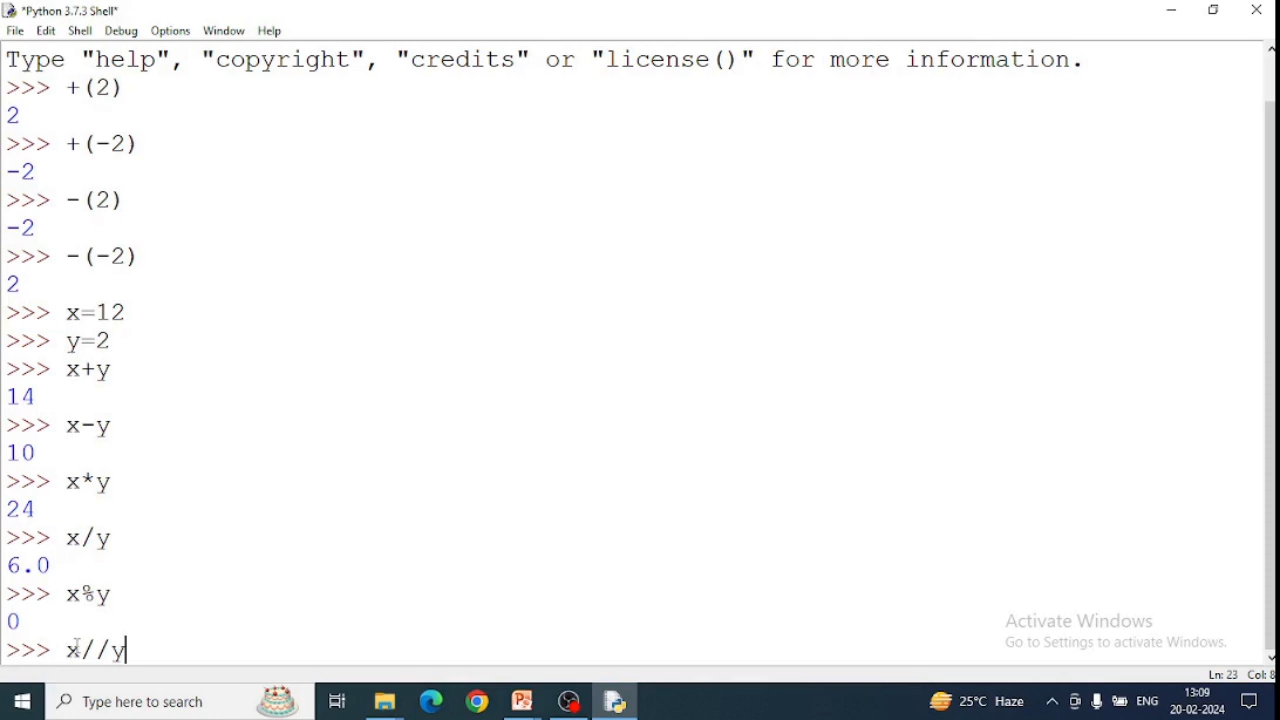 *Python 3.7.3 Shell*
File Edit Shell Debug Options Window Help
Type "help", "copyright", "credits" or "license()" for more information.
>>> +(2)
2
>>> +(-2)
-2
>>> -(2)
-2
>>> -(-2)
2
>>> x=12
>>> y=2
>>> x+y
14
>>> x-y
10
>>> x*y
24
>>> x/y
6.0
>>> x%y
0
>>> x//y
Activate Windows
Go to Settings to activate Windows.
Ln: 23 Col: 8
Type here to search
25°C Haze
ENG
13:09
20-02-2024